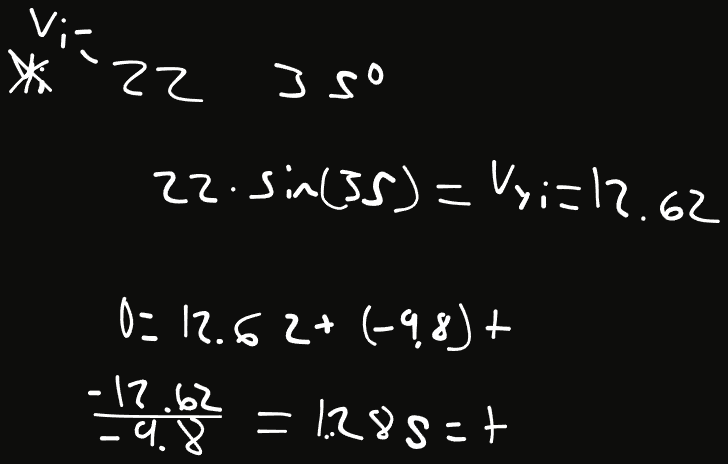 Vi=
22 35°
22 · sin(35) = Vyi = 12.62
0 = 12.62 + (-9.8) t
-12.62 / -9.8 = 1.28 s = t